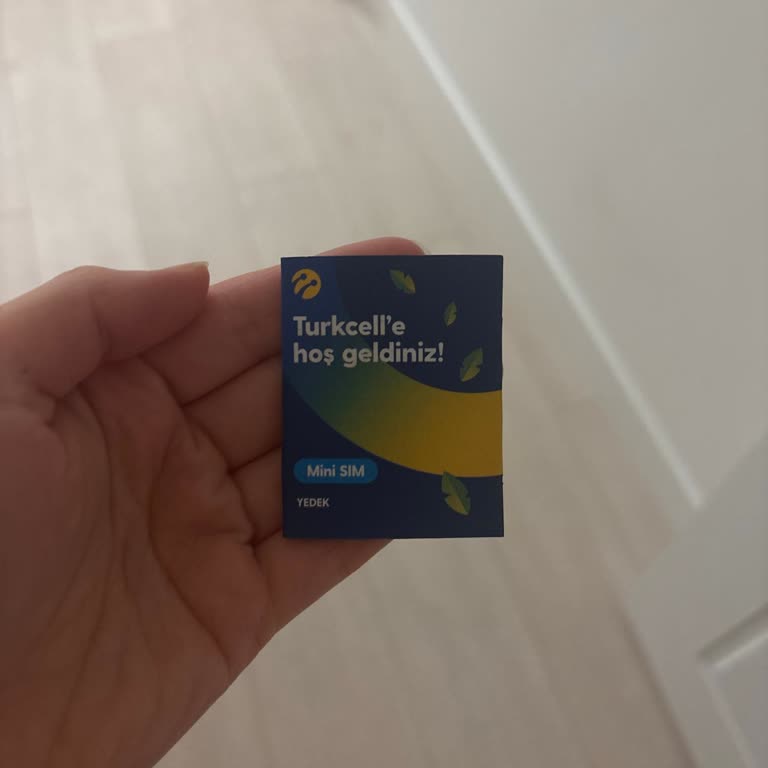 Turkcell'e
hoş geldiniz!
Mini SIM
YEDEK